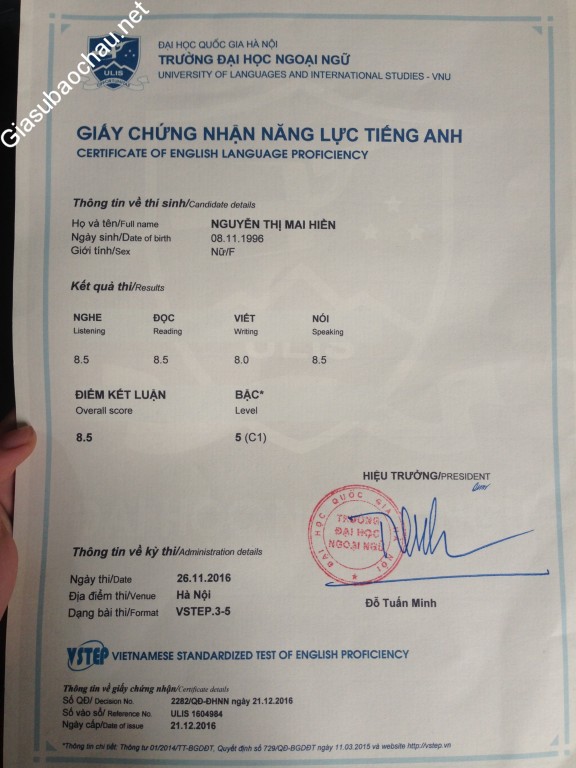 Giasubaochau.net
ĐẠI HỌC QUỐC GIA HÀ NỘI
TRƯỜNG ĐẠI HỌC NGOẠI NGỮ
UNIVERSITY OF LANGUAGES AND INTERNATIONAL STUDIES - VNU
ULIS
GIẤY CHỨNG NHẬN NĂNG LỰC TIẾNG ANH
CERTIFICATE OF ENGLISH LANGUAGE PROFICIENCY
Thông tin về thí sinh/Candidate details
Họ và tên/Full name NGUYỄN THỊ MAI HIÊN
Ngày sinh/Date of birth 08.11.1996
Giới tính/Sex Nữ/F
Kết quả thi/Results
NGHE ĐỌC VIẾT NÓI
Listening Reading Writing Speaking
8.5 8.5 8.0 8.5
ĐIỂM KẾT LUẬN BẬC*
Overall score Level
8.5 5 (C1)
HIỆU TRƯỞNG/PRESIDENT
ĐẠI HỌC QUỐC GIA HÀ NỘI
TRƯỜNG
ĐẠI HỌC
NGOẠI NGỮ
Thông tin về kỳ thi/Administration details
Ngày thi/Date 26.11.2016
Địa điểm thi/Venue Hà Nội
Dạng bài thi/Format VSTEP.3-5
Đỗ Tuấn Minh
VSTEP VIETNAMESE STANDARDIZED TEST OF ENGLISH PROFICIENCY
Thông tin về giấy chứng nhận/Certificate details
Số QĐ/ Decision No. 2282/QĐ-ĐHNN ngày 21.12.2016
Số vào sổ/ Reference No. ULIS 1604984
Ngày cấp/Date of issue 21.12.2016
*Thông tin chi tiết: Thông tư 01/2014/TT-BGDĐT, Quyết định số 729/QĐ-BGDĐT ngày 11.03.2015 và website http://vstep.vn